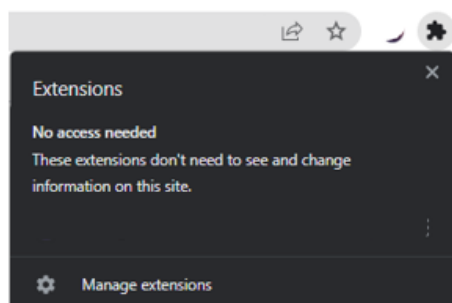 Extensions
No access needed
These extensions don't need to see and change
information on this site.
Manage extensions